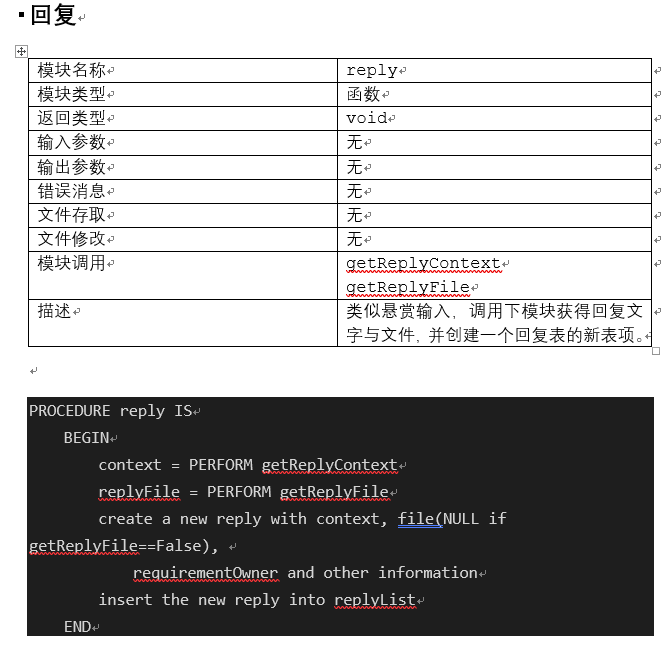 回复
模块名称 reply
模块类型 函数
返回类型 void
输入参数 无
输出参数 无
错误消息 无
文件存取 无
文件修改 无
模块调用 getReplyContext
getReplyFile
描述 类似悬赏输入，调用下模块获得回复文
字与文件，并创建一个回复表的新表项。
PROCEDURE reply IS
BEGIN
context = PERFORM getReplyContext
replyFile = PERFORM getReplyFile
create a new reply with context, file(NULL if
getReplyFile==False),
requirementOwner and other information
insert the new reply into replyList
END